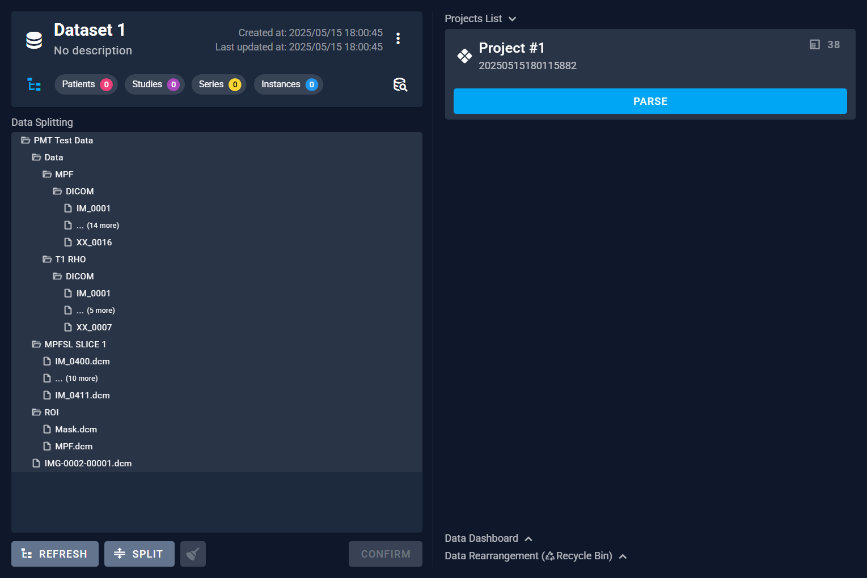 Dataset 1
No description
Created at: 2025/05/15 18:00:45
Last updated at: 2025/05/15 18:00:45
Patients 0 Studies 0 Series 0 Instances 0
Data Splitting
PMT Test Data
Data
MPF
DICOM
IM_0001
... (14 more)
XX_0016
T1 RHO
DICOM
IM_0001
... (5 more)
XX_0007
MPFSL SLICE 1
IM_0400.dcm
... (10 more)
IM_0411.dcm
ROI
Mask.dcm
MPF.dcm
IMG-0002-00001.dcm
REFRESH SPLIT CONFIRM
Projects List
Project #1
38
20250515180115882
PARSE
Data Dashboard
Data Rearrangement (Recycle Bin)